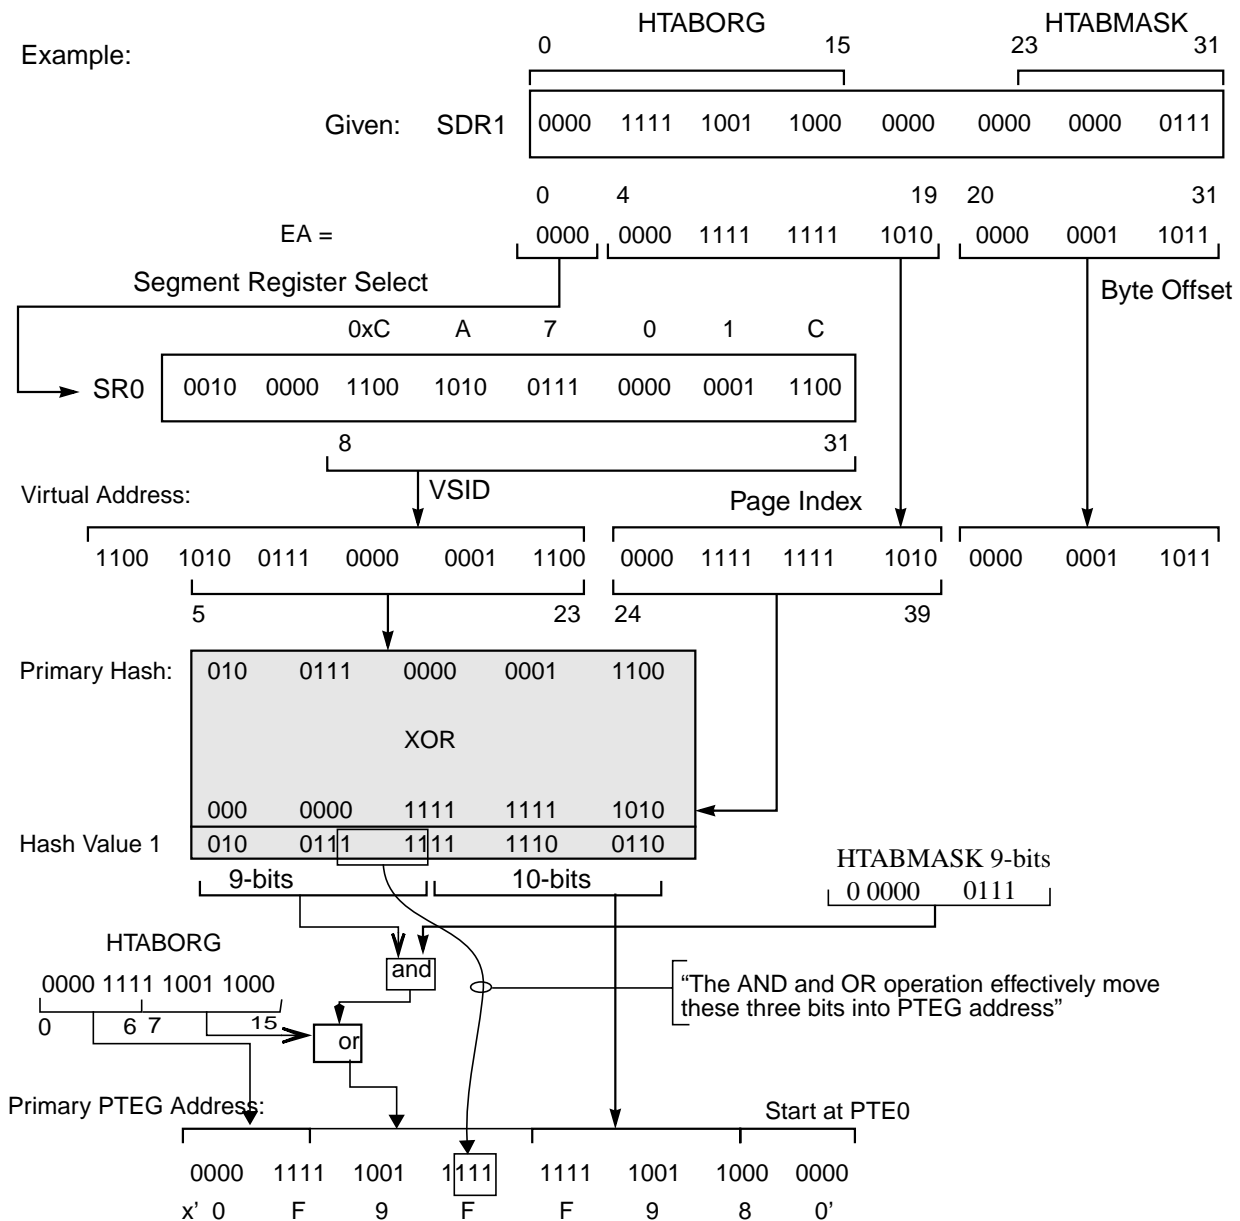 HTABORG HTABMASK
Example: 0 15 23 31
Given: SDR1 0000 1111 1001 1000 0000 0000 0000 0111
0 4 19 20 31
EA = 0000 0000 1111 1111 1010 0000 0001 1011
Segment Register Select Byte Offset
0xC A 7 0 1 C
SR0 0010 0000 1100 1010 0111 0000 0001 1100
8 31
Virtual Address: VSID Page Index
1100 1010 0111 0000 0001 1100 0000 1111 1111 1010 0000 0001 1011
5 23 24 39
Primary Hash: 010 0111 0000 0001 1100
XOR
000 0000 1111 1111 1010
Hash Value 1 010 0111 1111 1110 0110
HTABMASK 9-bits
9-bits 10-bits
0 0000 0111
HTABORG
and
0000 1111 1001 1000
“The AND and OR operation effectively move
these three bits into PTEG address”
0 6 7 15
or
Primary PTEG Address: Start at PTE0
0000 1111 1001 1111 1111 1001 1000 0000
x’ 0 F 9 F F 9 8 0’